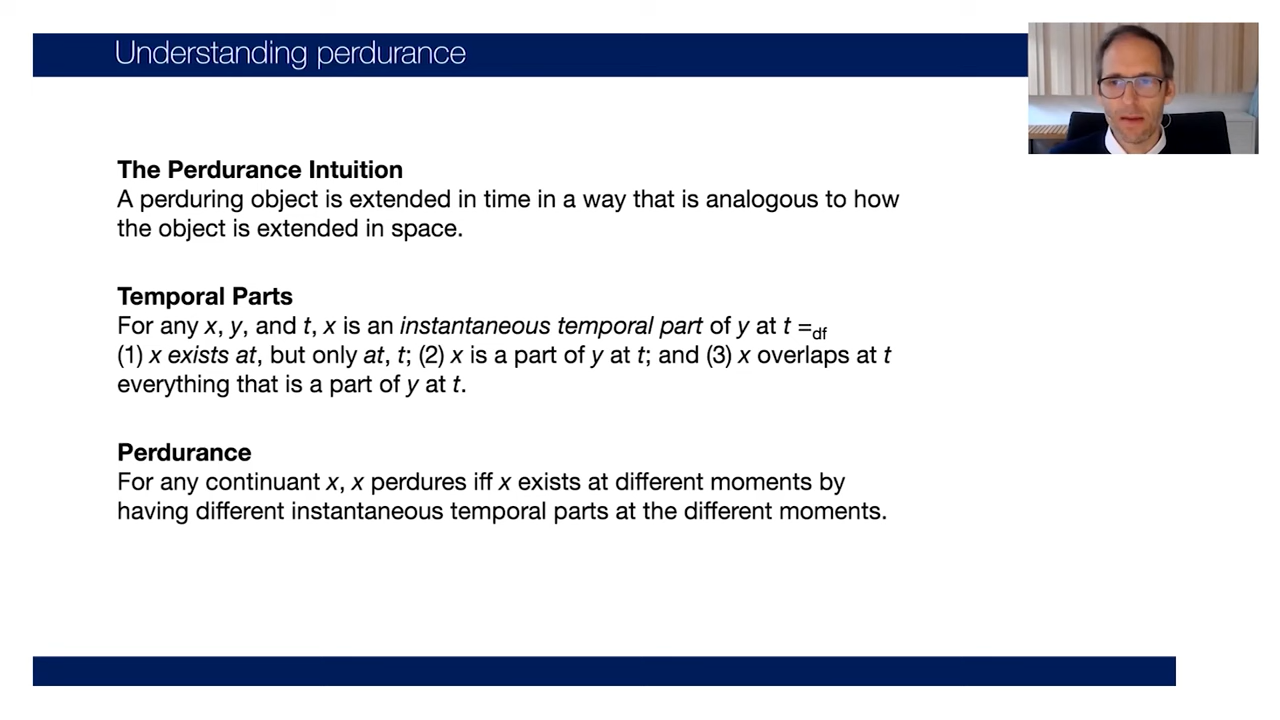 Understanding perdurance
The Perdurance Intuition
A perduring object is extended in time in a way that is analogous to how
the object is extended in space.
Temporal Parts
For any x, y, and t, x is an instantaneous temporal part of y at t =df
(1) x exists at, but only at, t; (2) x is a part of y at t; and (3) x overlaps at t
everything that is a part of y at t.
Perdurance
For any continuant x, x perdures iff x exists at different moments by
having different instantaneous temporal parts at the different moments.